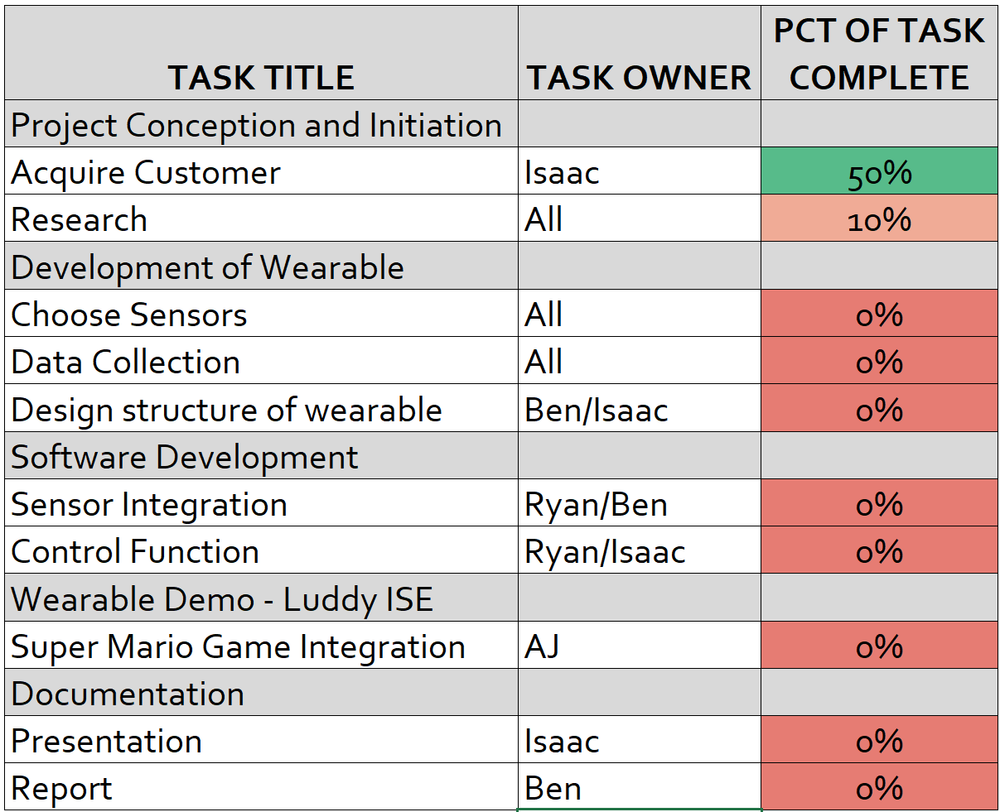 TASK TITLE TASK OWNER PCT OF TASK COMPLETE
Project Conception and Initiation
Acquire Customer Isaac 50%
Research All 10%
Development of Wearable
Choose Sensors All 0%
Data Collection All 0%
Design structure of wearable Ben/Isaac 0%
Software Development
Sensor Integration Ryan/Ben 0%
Control Function Ryan/Isaac 0%
Wearable Demo - Luddy ISE
Super Mario Game Integration AJ 0%
Documentation
Presentation Isaac 0%
Report Ben 0%